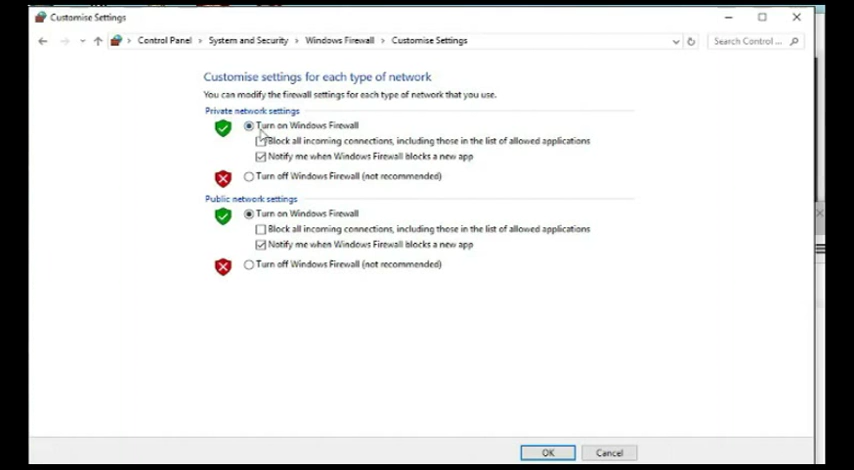 Customise Settings
Control Panel > System and Security > Windows Firewall > Customise Settings Search Control ...
Customise settings for each type of network
You can modify the firewall settings for each type of network that you use.
Private network settings
Turn on Windows Firewall
Block all incoming connections, including those in the list of allowed applications
Notify me when Windows Firewall blocks a new app
Turn off Windows Firewall (not recommended)
Public network settings
Turn on Windows Firewall
Block all incoming connections, including those in the list of allowed applications
Notify me when Windows Firewall blocks a new app
Turn off Windows Firewall (not recommended)
OK Cancel